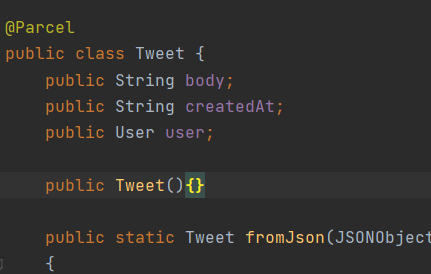 @Parcel
public class Tweet {
public String body;
public String createdAt;
public User user;
public Tweet(){}
public static Tweet fromJson(JSONObject
{